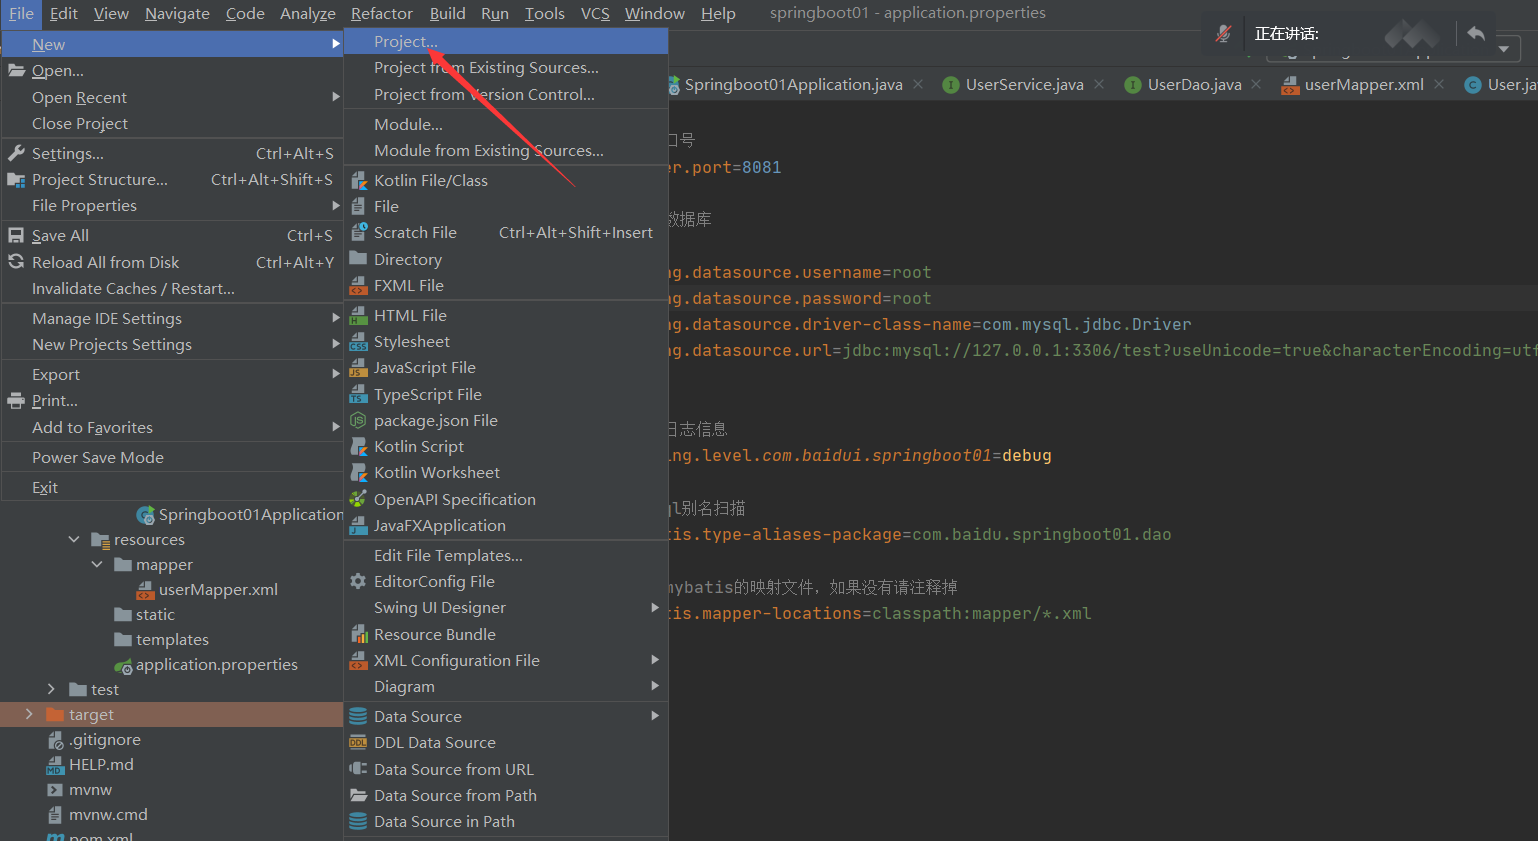 File Edit View Navigate Code Analyze Refactor Build Run Tools VCS Window Help springboot01 - application.properties
正在讲话:
New
Open...
Open Recent
Close Project
Settings... Ctrl+Alt+S
Project Structure... Ctrl+Alt+Shift+S
File Properties
Save All Ctrl+S
Reload All from Disk Ctrl+Alt+Y
Invalidate Caches / Restart...
Manage IDE Settings
New Projects Settings
Export
Print...
Add to Favorites
Power Save Mode
Exit
Project...
Project from Existing Sources...
Project from Version Control...
Module...
Module from Existing Sources...
Kotlin File/Class
File
Scratch File Ctrl+Alt+Shift+Insert
Directory
FXML File
HTML File
Stylesheet
JavaScript File
TypeScript File
package.json File
Kotlin Script
Kotlin Worksheet
OpenAPI Specification
JavaFXApplication
Edit File Templates...
EditorConfig File
Swing UI Designer
Resource Bundle
XML Configuration File
Diagram
Data Source
DDL Data Source
Data Source from URL
Data Source from Path
Data Source in Path
Springboot01Application.java UserService.java UserDao.java userMapper.xml User.ja
口号
er.port=8081
数据库
ng.datasource.username=root
ng.datasource.password=root
ng.datasource.driver-class-name=com.mysql.jdbc.Driver
ng.datasource.url=jdbc:mysql://127.0.0.1:3306/test?useUnicode=true&characterEncoding=utf
日志信息
ing.level.com.baidui.springboot01=debug
ql别名扫描
tis.type-aliases-package=com.baidu.springboot01.dao
mybatis的映射文件，如果没有请注释掉
tis.mapper-locations=classpath:mapper/*.xml
Springboot01Application
resources
mapper
userMapper.xml
static
templates
application.properties
test
target
.gitignore
HELP.md
mvnw
mvnw.cmd
pom.xml